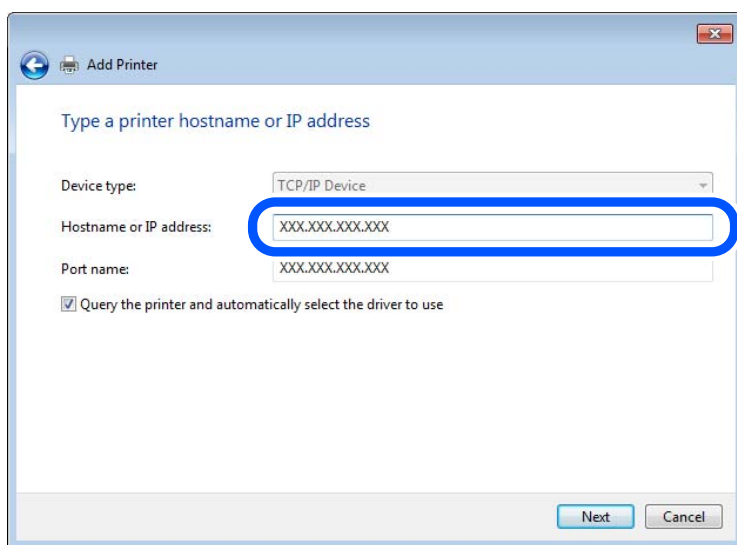 Add Printer
Type a printer hostname or IP address
Device type: TCP/IP Device
Hostname or IP address: XXX.XXX.XXX.XXX
Port name: XXX.XXX.XXX.XXX
Query the printer and automatically select the driver to use
Next Cancel